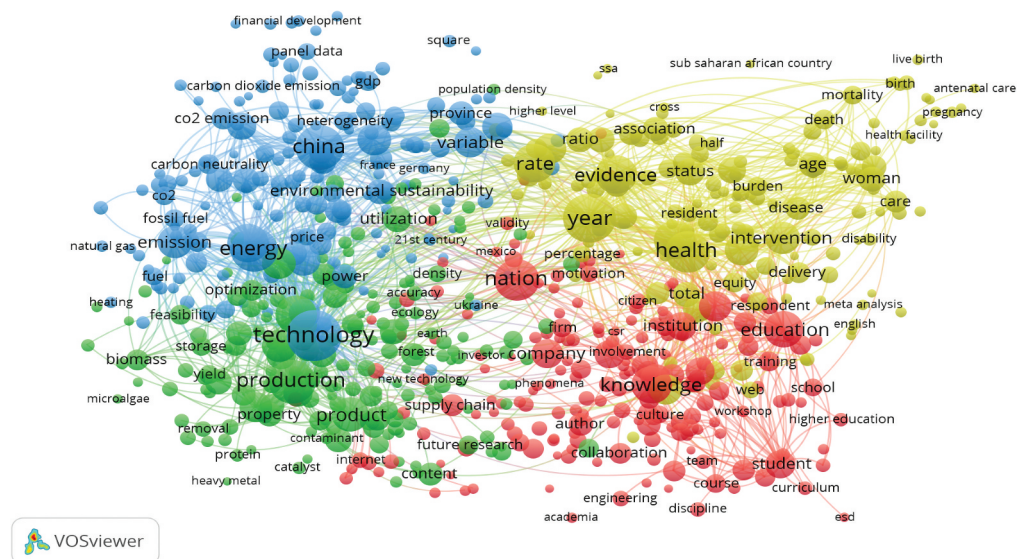 financial development
square
panel data
live birth
ssa
sub saharan african country
carbon dioxide emission
gdp
population density
birth
antenatal care
mortality
higher level
cross
co2 emission
heterogeneity
province
association
death
pregnancy
china
variable
ratio
half
health facility
carbon neutrality
france
germany
rate
evidence
status
age
woman
co2
environmental sustainability
burden
care
fossil fuel
utilization
validity
year
resident
disease
natural gas
emission
energy
price
21st century
mexico
percentage
health
intervention
disability
fuel
power
density
nation
motivation
delivery
heating
optimization
accuracy
ukraine
citizen
total
equity
meta analysis
feasibility
ecology
respondent
technology
earth
firm
csr
institution
education
english
biomass
storage
forest
investor
company
involvement
training
yield
production
new technology
phenomena
knowledge
web
school
microalgae
property
product
supply chain
culture
workshop
higher education
removal
contaminant
author
protein
internet
future research
collaboration
team
student
heavy metal
catalyst
content
course
curriculum
engineering
discipline
academia
esd
VOSviewer